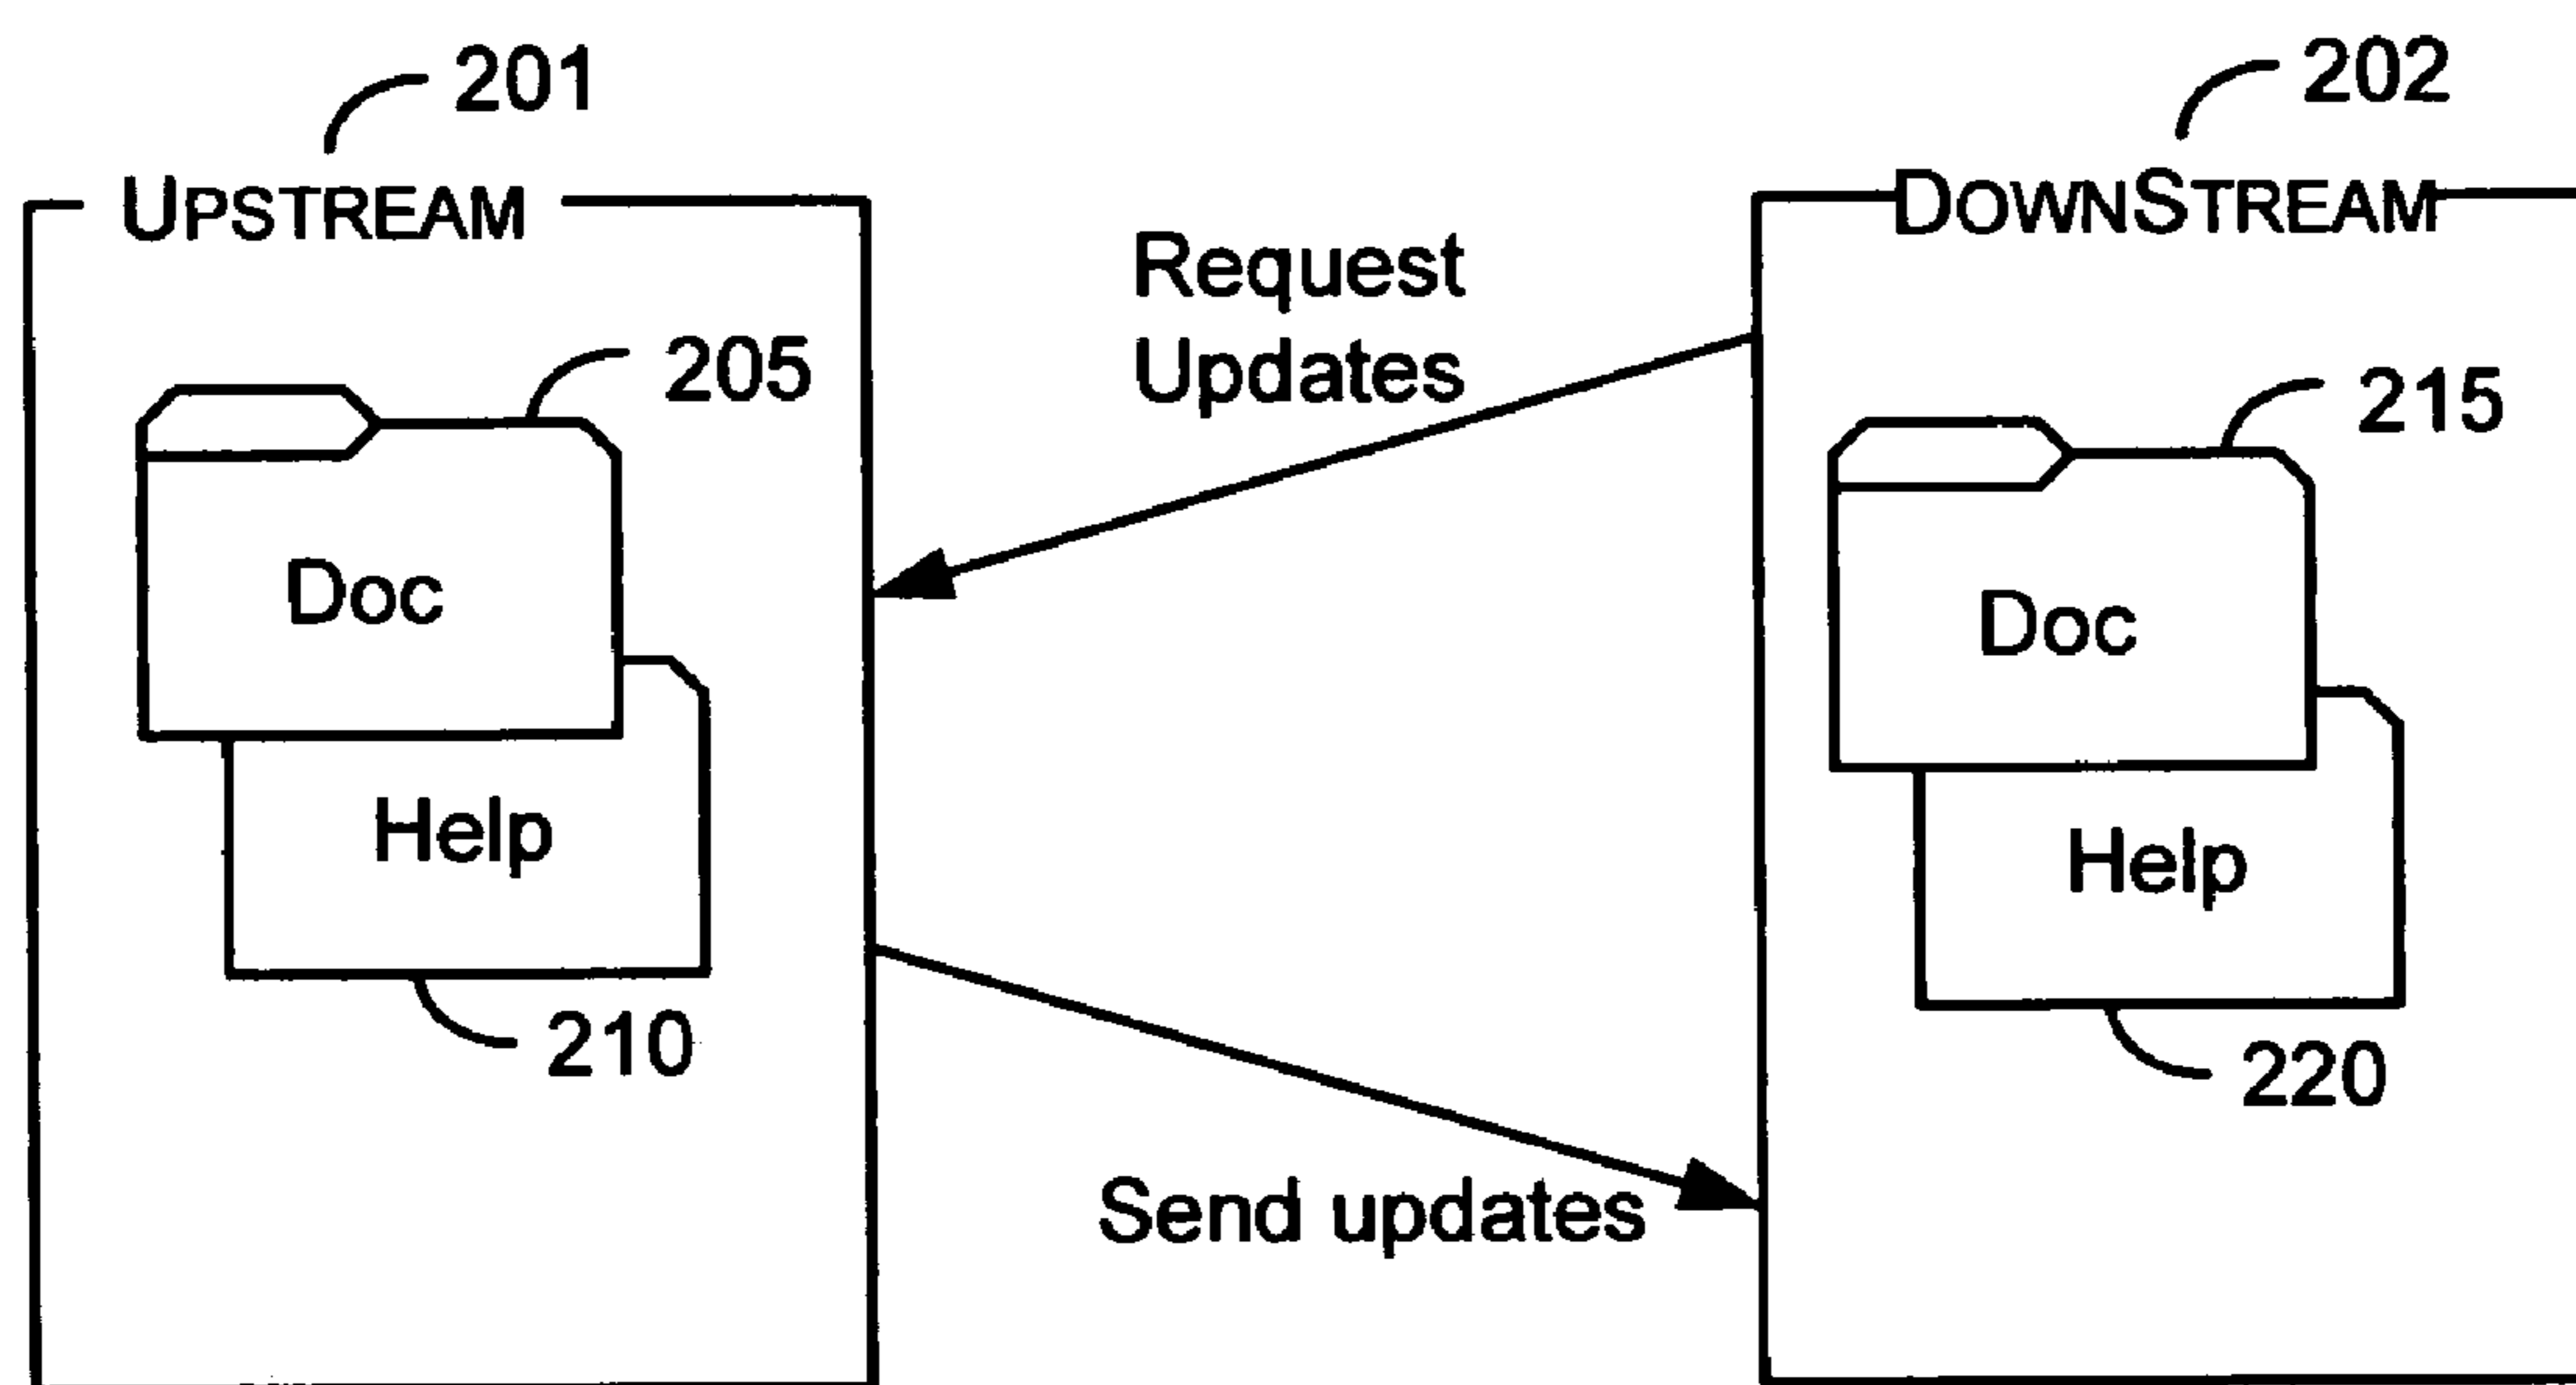 201
202
UPSTREAM
DOWNSTREAM
Request
Updates
205
215
Doc
Doc
Help
Help
210
220
Send updates